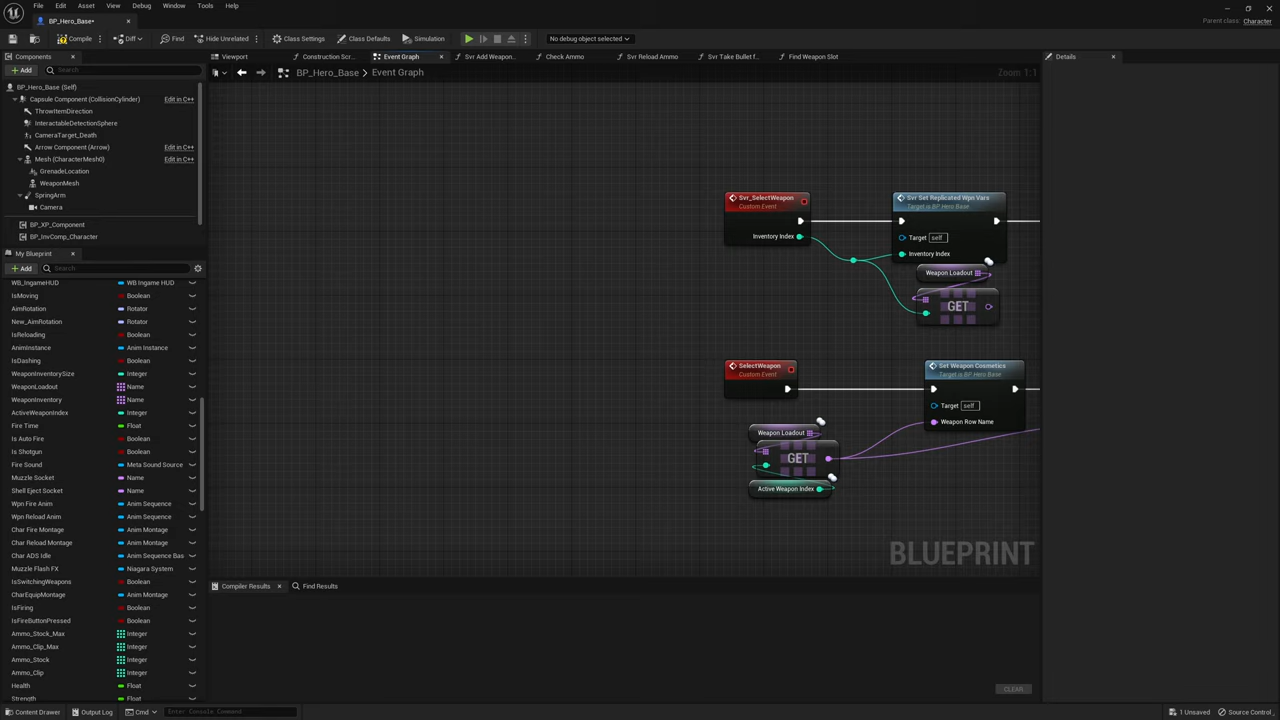 File Edit Asset View Debug Window Tools Help
BP_Hero_Base*
Parent class: Character
Compile Diff Find Hide Unrelated Class Settings Class Defaults Simulation No debug object selected
Components
Viewport Construction Scr... Event Graph Svr Add Weapon... Check Ammo Svr Reload Ammo Svr Take Bullet f... Find Weapon Slot
Details
Add Search
BP_Hero_Base > Event Graph
Zoom 1:1
BP_Hero_Base (Self)
Capsule Component (CollisionCylinder) Edit in C++
ThrowItemDirection
InteractableDetectionSphere
CameraTarget_Death
Arrow Component (Arrow) Edit in C++
Mesh (CharacterMesh0) Edit in C++
GrenadeLocation
WeaponMesh
SpringArm
Camera
BP_XP_Component
BP_InvComp_Character
My Blueprint
Add Search
WB_IngameHUD WB Ingame HUD
IsMoving Boolean
AimRotation Rotator
New_AimRotation Rotator
IsReloading Boolean
AnimInstance Anim Instance
IsDashing Boolean
WeaponInventorySize Integer
WeaponLoadout Name
WeaponInventory Name
ActiveWeaponIndex Integer
Fire Time Float
Is Auto Fire Boolean
Is Shotgun Boolean
Fire Sound Meta Sound Source
Muzzle Socket Name
Shell Eject Socket Name
Wpn Fire Anim Anim Sequence
Wpn Reload Anim Anim Sequence
Char Fire Montage Anim Montage
Char Reload Montage Anim Montage
Char ADS Idle Anim Sequence Bas
Muzzle Flash FX Niagara System
IsSwitchingWeapons Boolean
CharEquipMontage Anim Montage
IsFiring Boolean
IsFireButtonPressed Boolean
Ammo_Stock_Max Integer
Ammo_Clip_Max Integer
Ammo_Stock Integer
Ammo_Clip Integer
Health Float
Strength Float
Svr_SelectWeapon
Custom Event
Inventory Index
Svr Set Replicated Wpn Vars
Target is BP Hero Base
Target self
Inventory Index
Weapon Loadout
GET
SelectWeapon
Custom Event
Set Weapon Cosmetics
Target is BP Hero Base
Target self
Weapon Row Name
Weapon Loadout
GET
Active Weapon Index
BLUEPRINT
Compiler Results Find Results
CLEAR
Content Drawer Output Log Cmd Enter Console Command
1 Unsaved Source Control